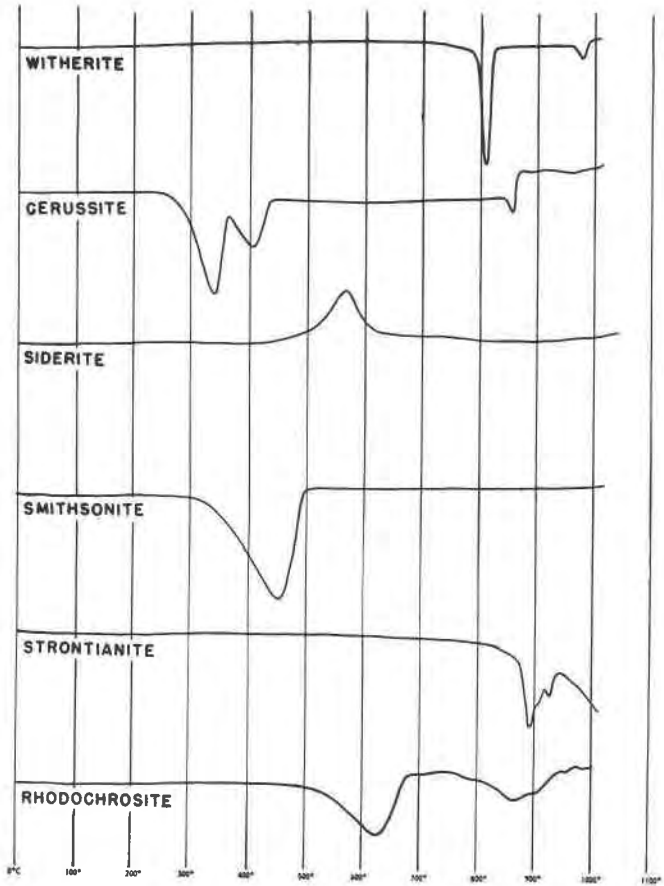 WITHERITE
CERUSSITE
SIDERITE
SMITHSONITE
STRONTIANITE
RHODOCHROSITE
0°C 100° 200° 300° 400° 500° 600° 700° 800° 900° 1000° 1100°